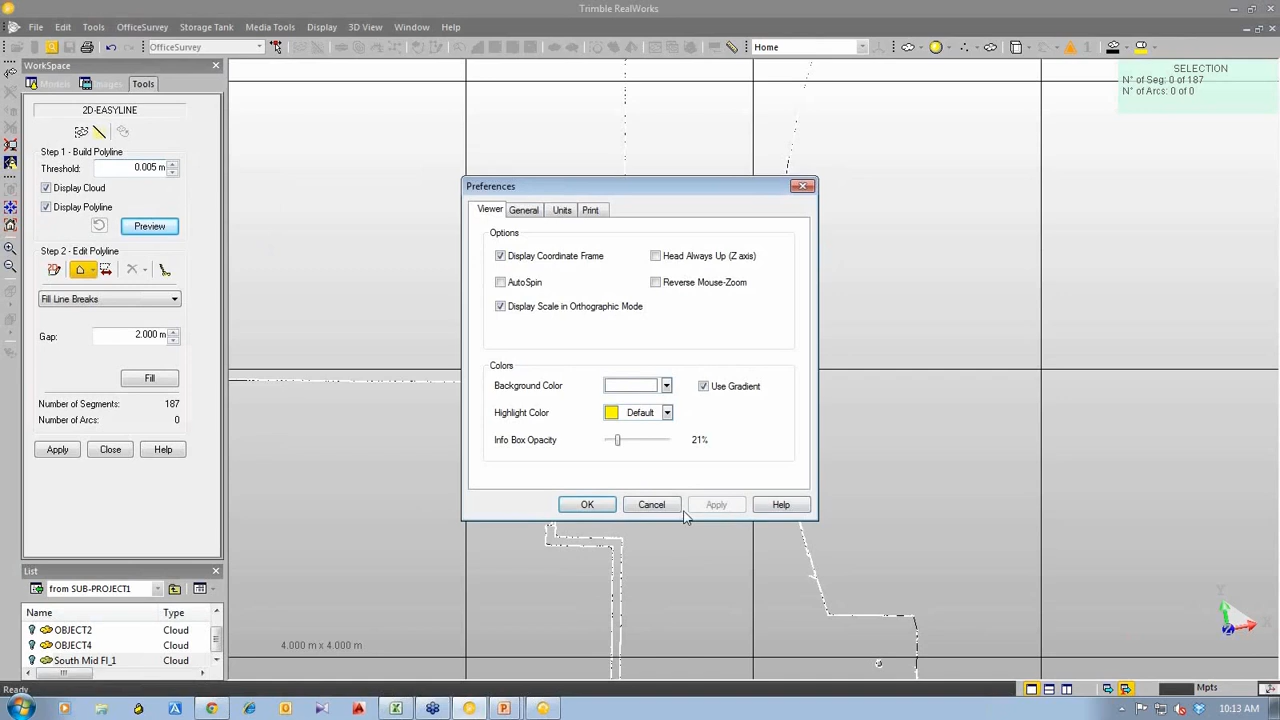 Trimble RealWorks
File Edit Tools OfficeSurvey Storage Tank Media Tools Display 3D View Window Help
OfficeSurvey Home
WorkSpace
Models Images Tools
SELECTION
N° of Seg: 0 of 187
N° of Arcs: 0 of 0
2D-EASYLINE
Step 1 - Build Polyline
Threshold: 0.005 m
Display Cloud
Display Polyline
Preview
Step 2 - Edit Polyline
Fill Line Breaks
Gap: 2.000 m
Fill
Number of Segments: 187
Number of Arcs: 0
Apply Close Help
Preferences
Viewer General Units Print
Options
Display Coordinate Frame Head Always Up (Z axis)
AutoSpin Reverse Mouse-Zoom
Display Scale in Orthographic Mode
Colors
Background Color Use Gradient
Highlight Color Default
Info Box Opacity 21%
OK Cancel Apply Help
List
from SUB-PROJECT1
Name Type
OBJECT2 Cloud
OBJECT4 Cloud
South Mid Fl_1 Cloud
4.000 m x 4.000 m
Y
X
Z
Ready
Mpts
10:13 AM